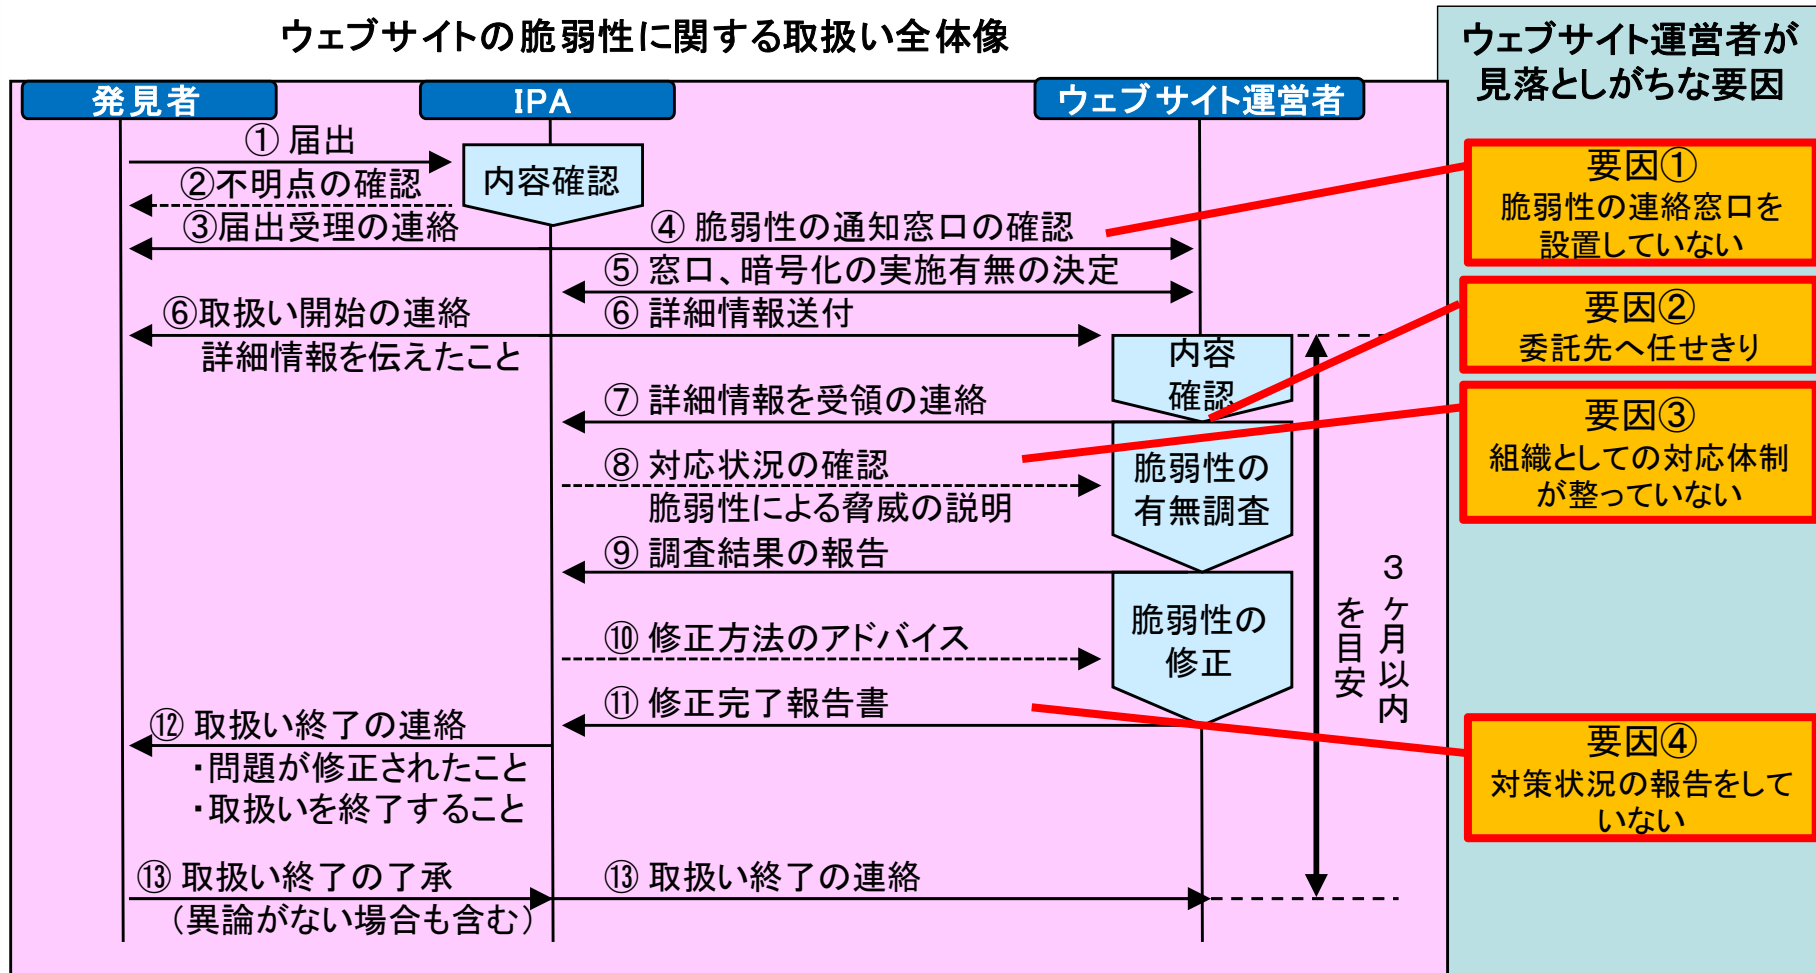 ウェブサイトの脆弱性に関する取扱い全体像
ウェブサイト運営者が
見落としがちな要因
発見者
IPA
ウェブサイト運営者
① 届出
内容確認
②不明点の確認
③届出受理の連絡
④ 脆弱性の通知窓口の確認
⑤ 窓口、暗号化の実施有無の決定
⑥取扱い開始の連絡
詳細情報を伝えたこと
⑥ 詳細情報送付
内容
確認
⑦ 詳細情報を受領の連絡
⑧ 対応状況の確認
脆弱性による脅威の説明
脆弱性の
有無調査
⑨ 調査結果の報告
⑩ 修正方法のアドバイス
脆弱性の
修正
⑪ 修正完了報告書
⑫ 取扱い終了の連絡
・問題が修正されたこと
・取扱いを終了すること
⑬ 取扱い終了の了承
（異論がない場合も含む）
⑬ 取扱い終了の連絡
３ヶ月以内
を目安
要因①
脆弱性の連絡窓口を
設置していない
要因②
委託先へ任せきり
要因③
組織としての対応体制
が整っていない
要因④
対策状況の報告をして
いない